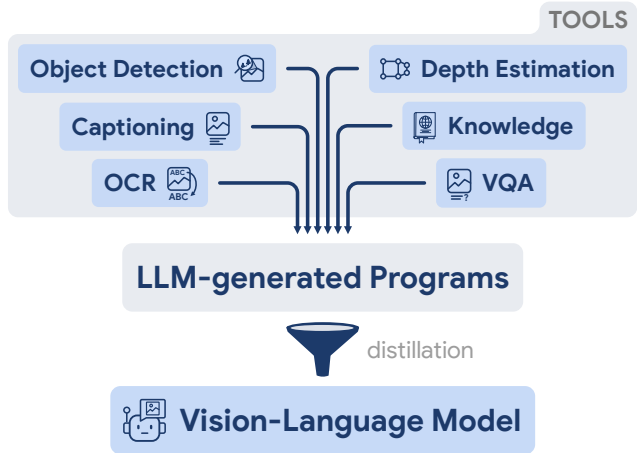 TOOLS
Object Detection
Depth Estimation
Captioning
Knowledge
OCR
ABC
ABC
?
VQA
LLM-generated Programs
distillation
Vision-Language Model